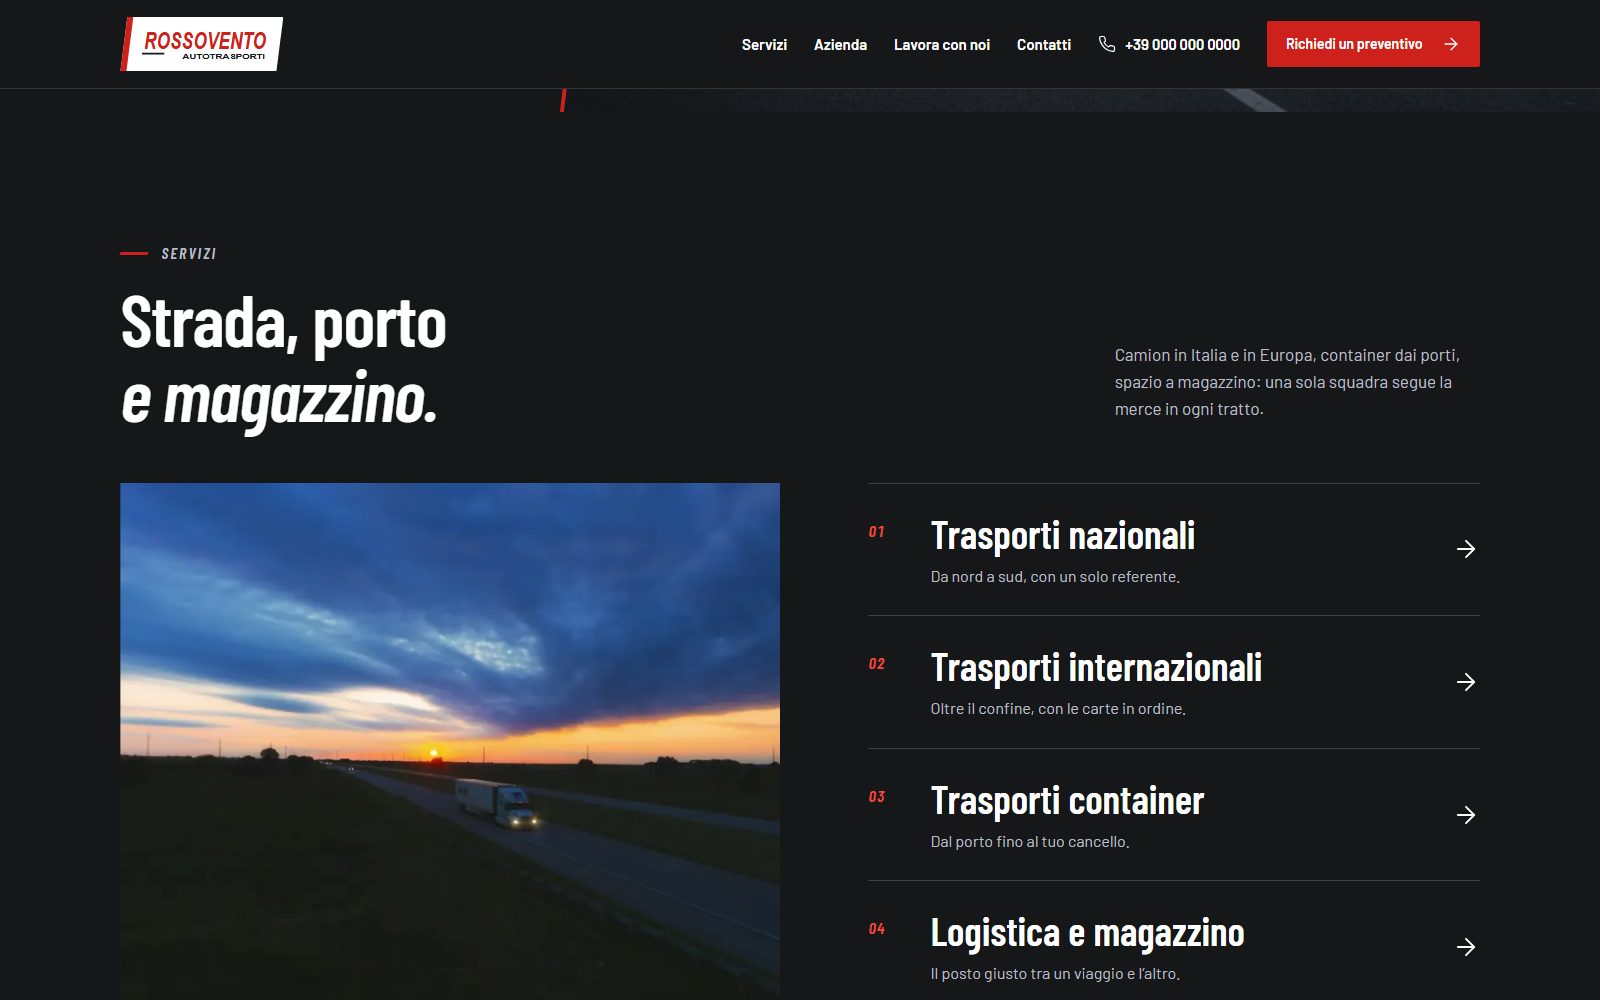 ROSSOVENTO
AUTOTRASPORTI
Servizi
Azienda
Lavora con noi
Contatti
+39 000 000 0000
Richiedi un preventivo
SERVIZI
Strada, porto
e magazzino.
Camion in Italia e in Europa, container dai porti,
spazio a magazzino: una sola squadra segue la
merce in ogni tratto.
01
Trasporti nazionali
Da nord a sud, con un solo referente.
02
Trasporti internazionali
Oltre il confine, con le carte in ordine.
03
Trasporti container
Dal porto fino al tuo cancello.
04
Logistica e magazzino
Il posto giusto tra un viaggio e l’altro.